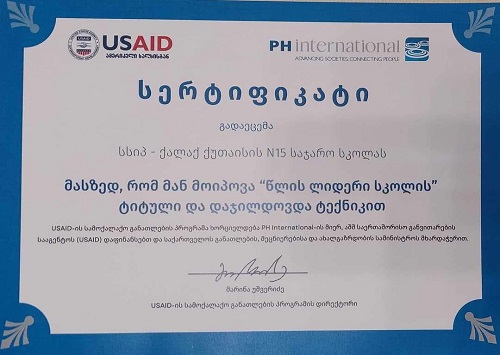 USAID
ამერიკელი ხალხისგან
PH international
ADVANCING SOCIETIES, CONNECTING PEOPLE
სერტიფიკატი
გადაეცემა
სსიპ - ქალაქ ქუთაისის N15 საჯარო სკოლას
მასზედ, რომ მან მოიპოვა “წლის ლიდერი სკოლის”
ტიტული და დაჯილდოვდა ტექნიკით
USAID-ის სამოქალაქო განათლების პროგრამა ხორციელდება PH International-ის მიერ, აშშ საერთაშორისო განვითარების
სააგენტოს (USAID) დაფინანსებით და საქართველოს განათლების, მეცნიერებისა და ახალგაზრდობის სამინისტროს მხარდაჭერით.
მარინა უშვერიძე
USAID-ის სამოქალაქო განათლების პროგრამის დირექტორი